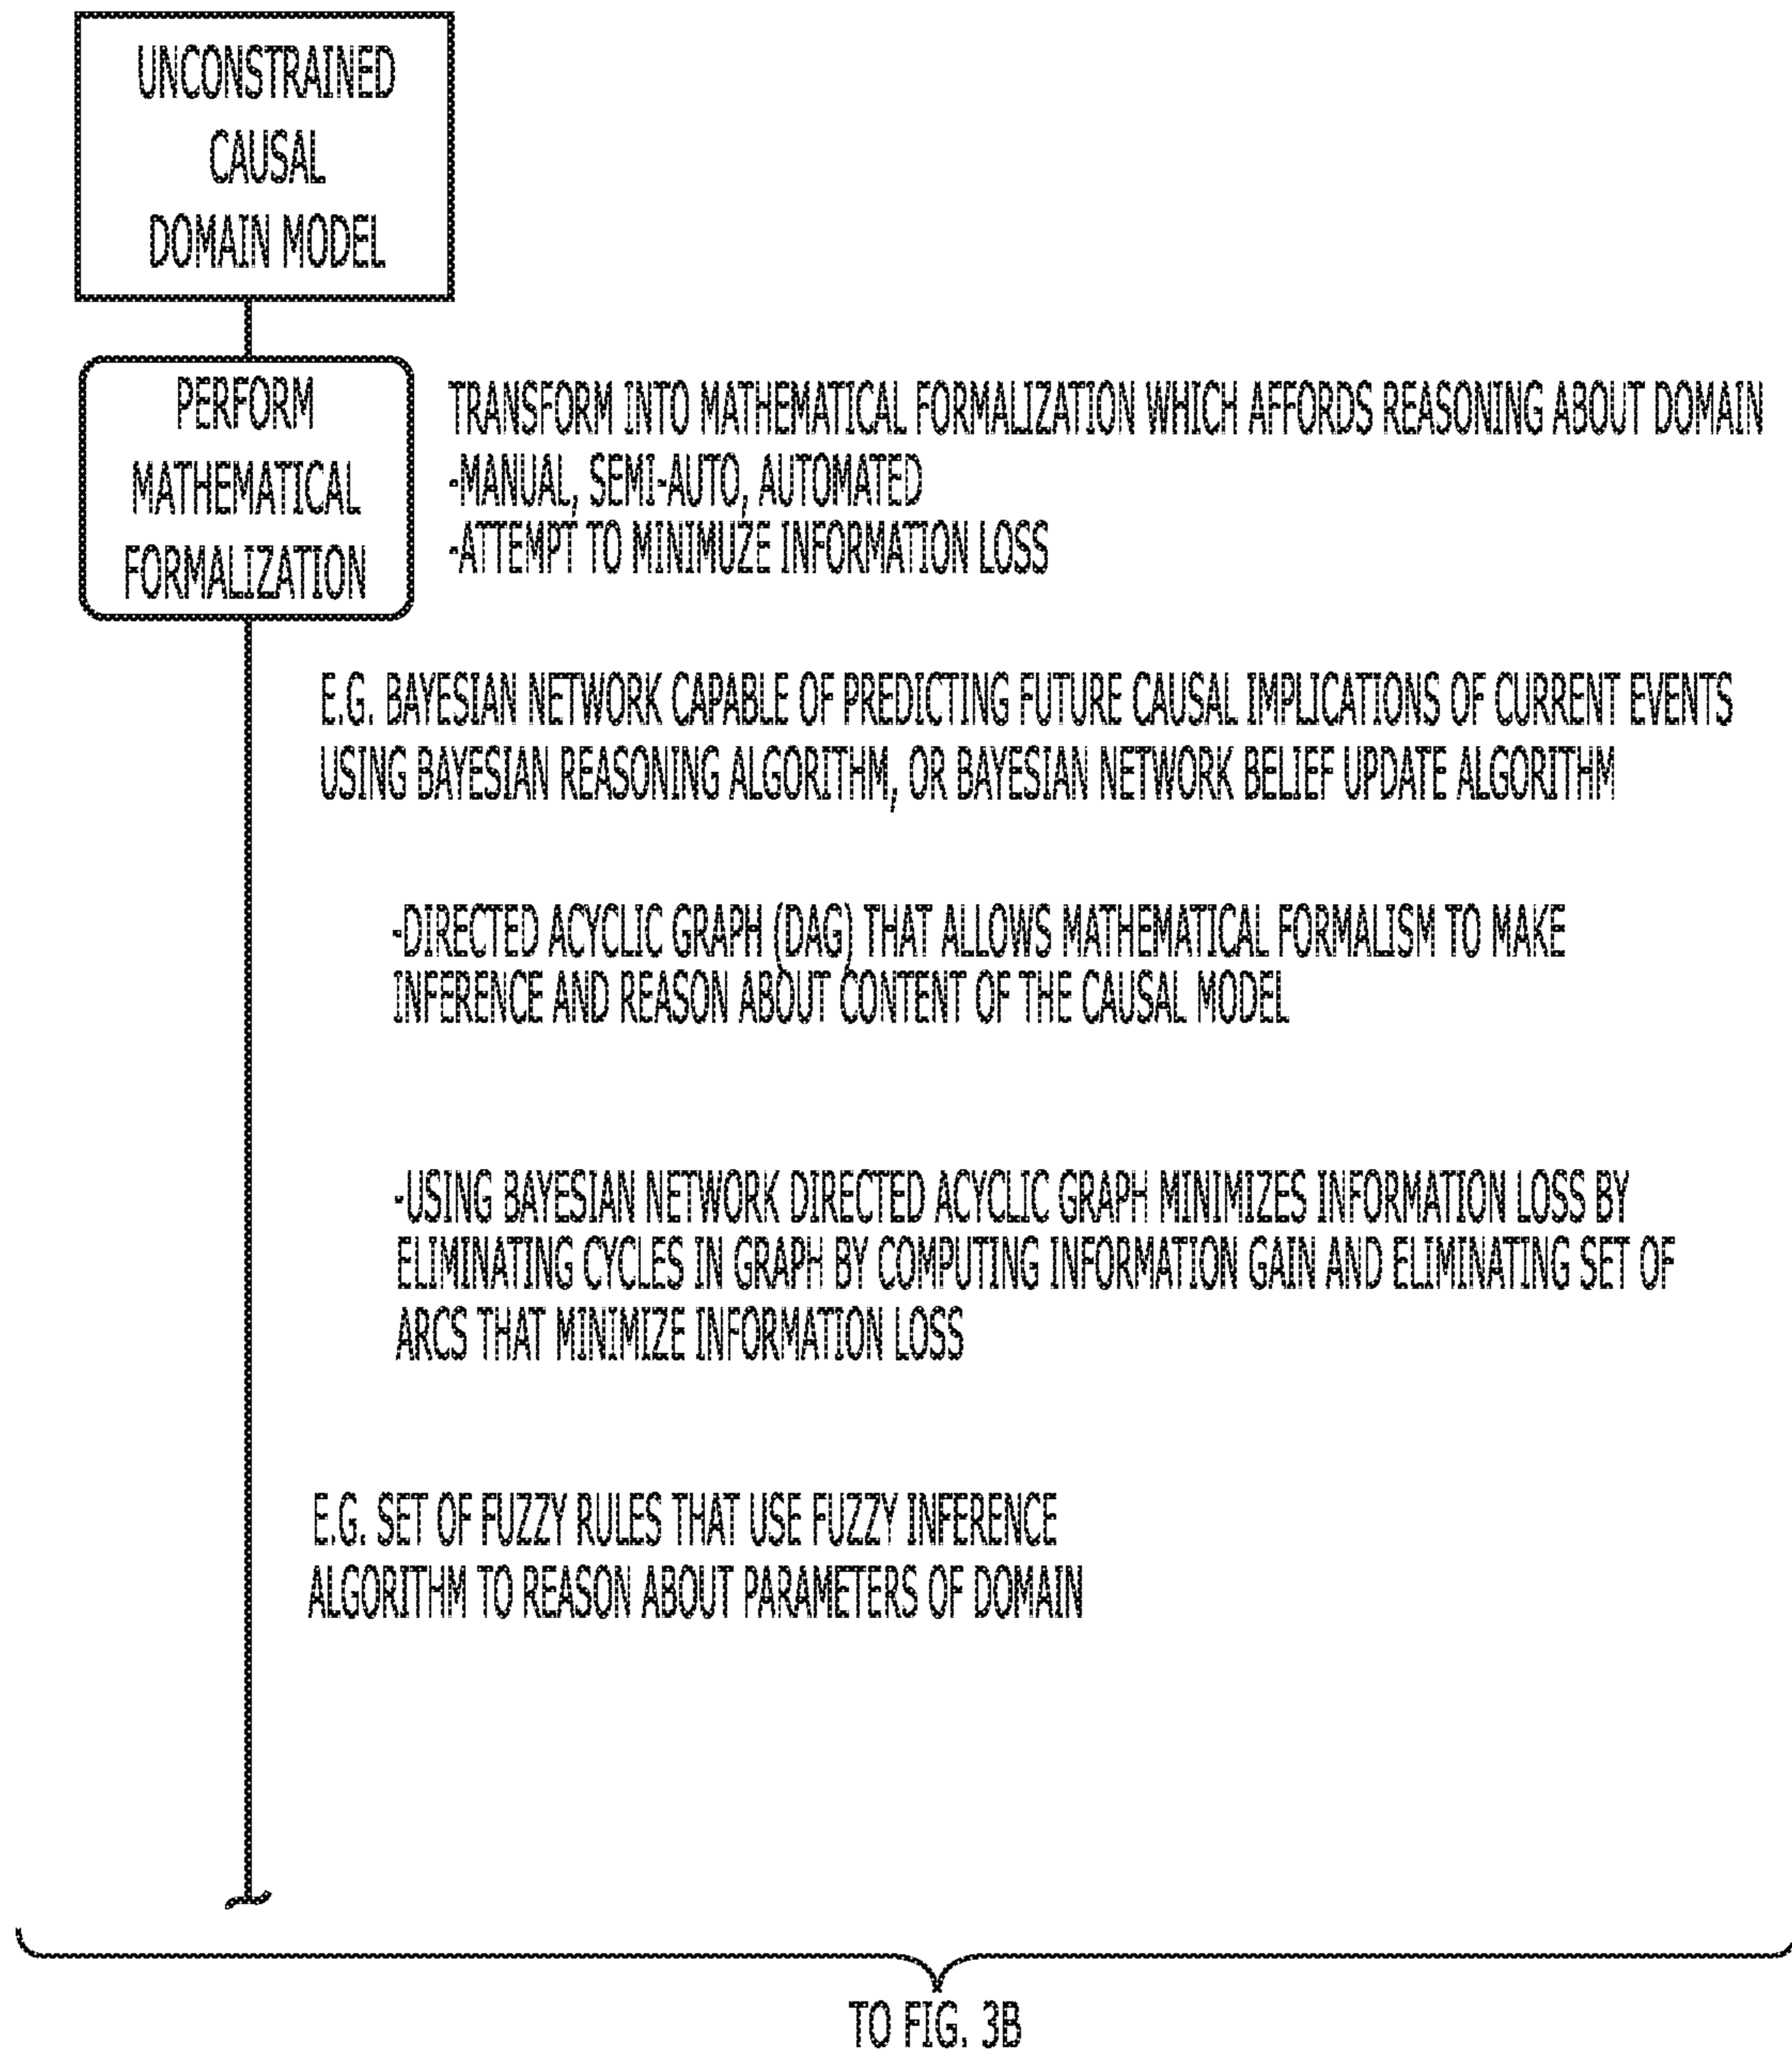 UNCONSTRAINED
CAUSAL
DOMAIN MODEL
PERFORM
MATHEMATICAL
FORMALIZATION
TRANSFORM INTO MATHEMATICAL FORMALIZATION WHICH AFFORDS REASONING ABOUT DOMAIN
-MANUAL, SEMI-AUTO, AUTOMATED
-ATTEMPT TO MINIMUZE INFORMATION LOSS
E.G. BAYESIAN NETWORK CAPABLE OF PREDICTING FUTURE CAUSAL IMPLICATIONS OF CURRENT EVENTS
USING BAYESIAN REASONING ALGORITHM, OR BAYESIAN NETWORK BELIEF UPDATE ALGORITHM
-DIRECTED ACYCLIC GRAPH (DAG) THAT ALLOWS MATHEMATICAL FORMALISM TO MAKE
INFERENCE AND REASON ABOUT CONTENT OF THE CAUSAL MODEL
-USING BAYESIAN NETWORK DIRECTED ACYCLIC GRAPH MINIMIZES INFORMATION LOSS BY
ELIMINATING CYCLES IN GRAPH BY COMPUTING INFORMATION GAIN AND ELIMINATING SET OF
ARCS THAT MINIMIZE INFORMATION LOSS
E.G. SET OF FUZZY RULES THAT USE FUZZY INFERENCE
ALGORITHM TO REASON ABOUT PARAMETERS OF DOMAIN
TO FIG. 3B